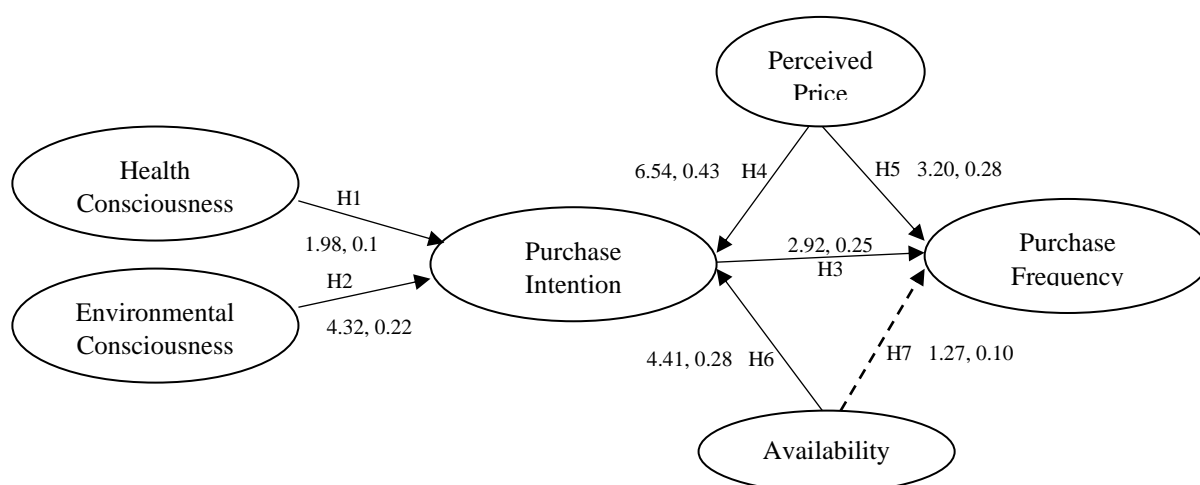 Perceived
Price
Health
Consciousness
H1
1.98, 0.1
6.54, 0.43 H4
H5 3.20, 0.28
Purchase
Intention
2.92, 0.25
H3
Purchase
Frequency
H2
4.32, 0.22
Environmental
Consciousness
4.41, 0.28 H6
H7 1.27, 0.10
Availability